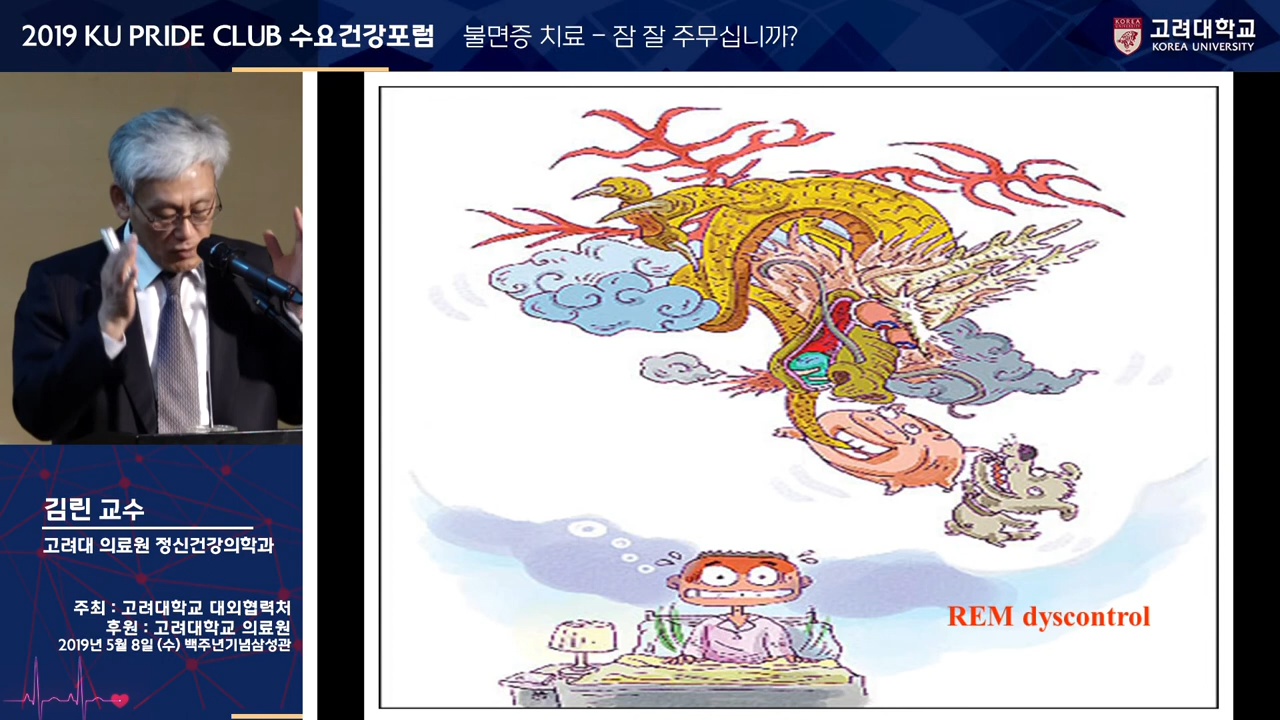 2019 KU PRIDE CLUB 수요건강포럼 불면증 치료 - 잠 잘 주무십니까?
KOREA UNIVERSITY
고려대학교
KOREA UNIVERSITY
REM dyscontrol
김린 교수
고려대 의료원 정신건강의학과
주최 : 고려대학교 대외협력처
후원 : 고려대학교 의료원
2019년 5월 8일 (수) 백주년기념삼성관